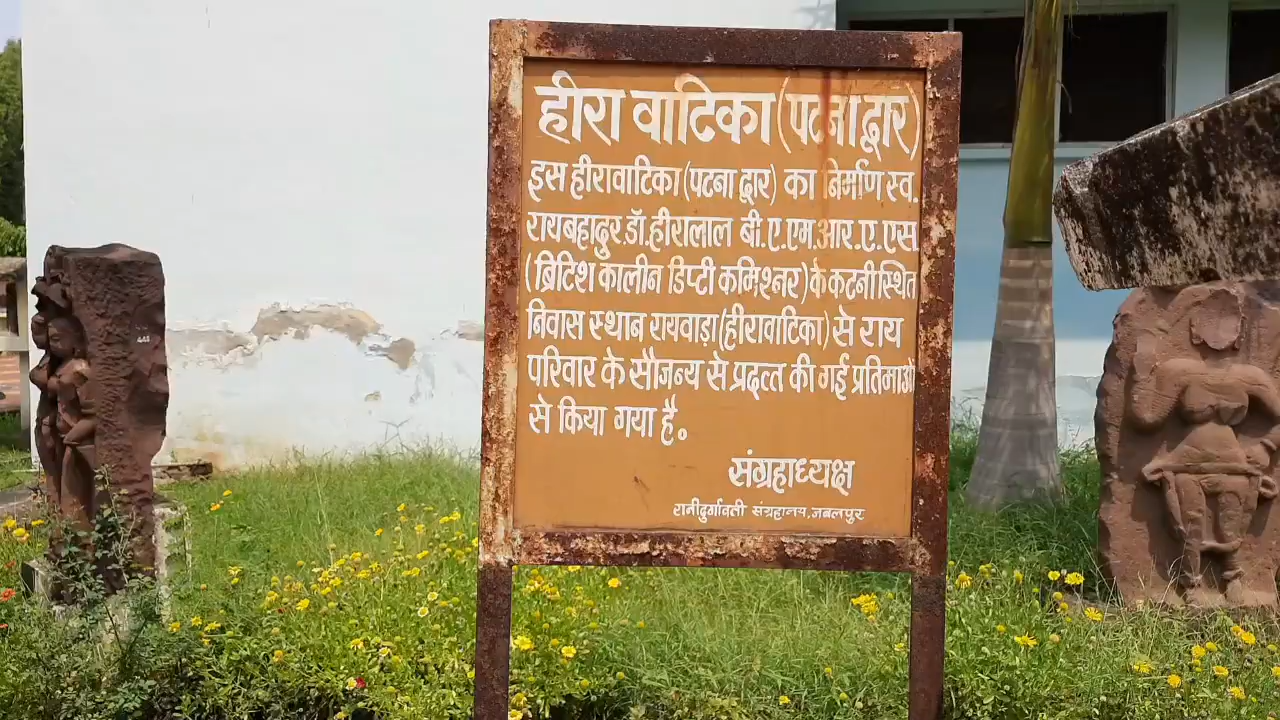 हीरा वाटिका (पटना द्वार)
इस हीरावाटिका (पटना द्वार) का निर्माण स्व.
रायबहादुर.डॉ.हीरालाल बी.ए.एम.आर.ए.एस.
(ब्रिटिश कालीन डिप्टी कमिश्नर) के कटनी स्थित
निवास स्थान रायवाड़ा (हीरावाटिका) से राय
परिवार के सौजन्य से प्रदत्त की गई प्रतिमाओं
से किया गया है।
संग्रहाध्यक्ष
रानीदुर्गावती संग्रहालय, जबलपुर